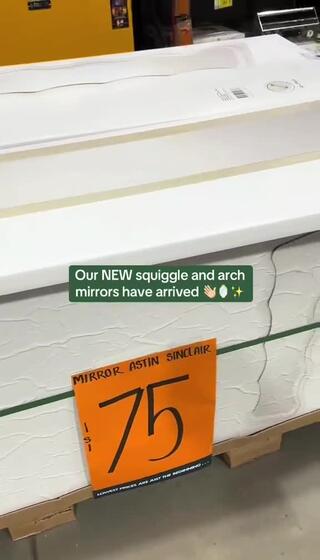 Our NEW squiggle and arch
mirrors have arrived 👋🏻🪞✨
MIRROR ASTIN SINCLAIR
75
LOWEST PRICES ARE JUST THE BEGINNING...